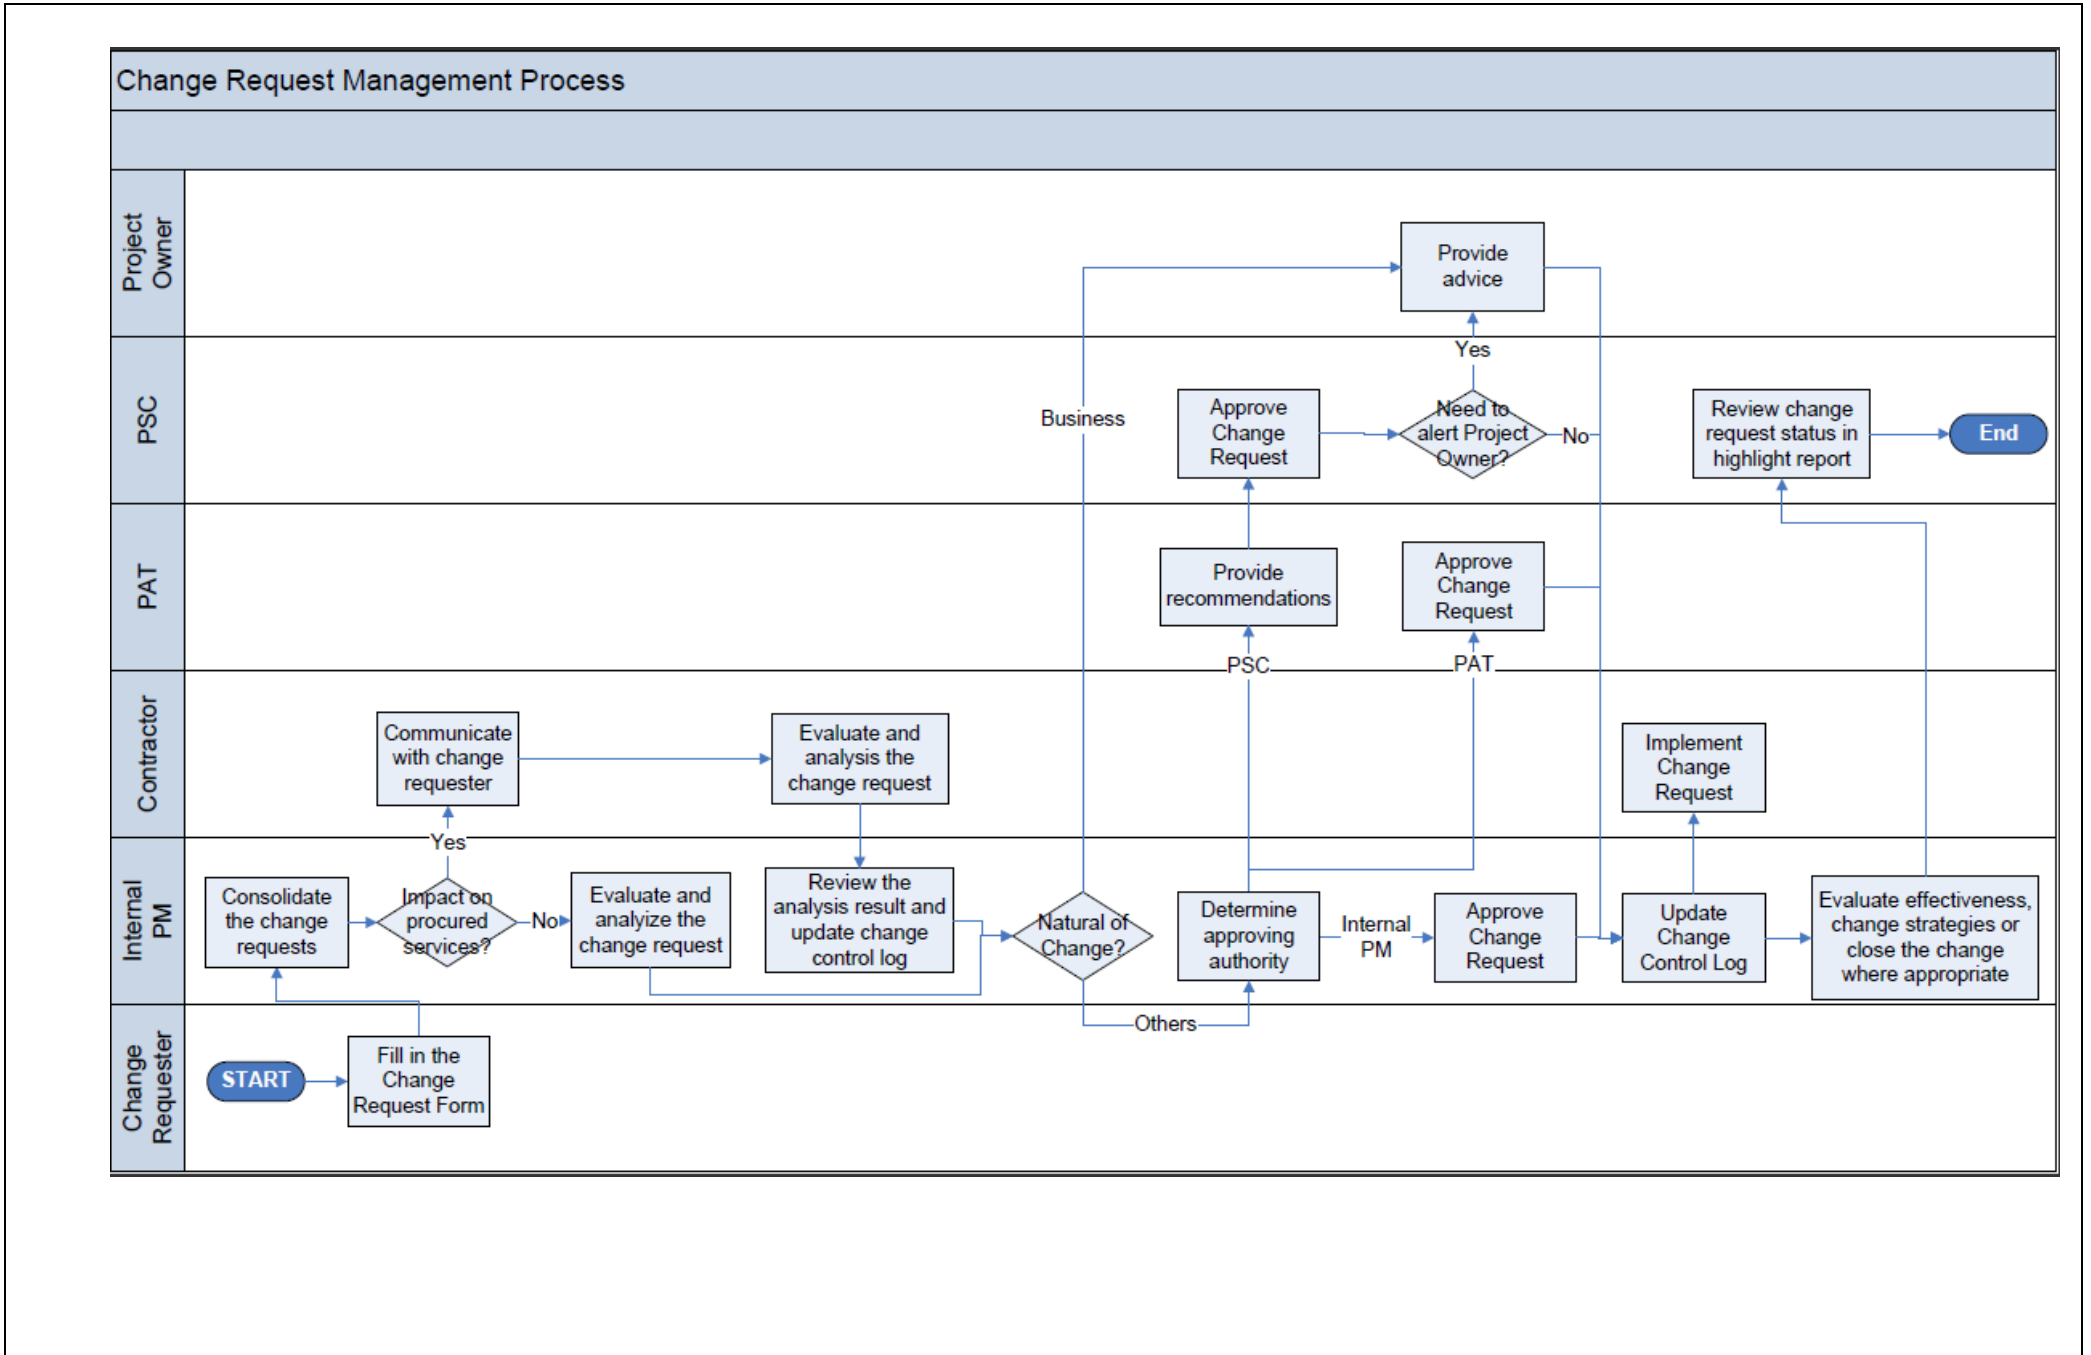 Change Request Management Process
Project
Owner
Provide
advice
Yes
PSC
Business
Approve
Change
Request
Need to
alert Project
Owner?
No
Review change
request status in
highlight report
End
PAT
Provide
recommendations
Approve
Change
Request
PSC
PAT
Contractor
Communicate
with change
requester
Evaluate and
analysis the
change request
Implement
Change
Request
Yes
Internal
PM
Consolidate
the change
requests
Impact on
procured
services?
No
Evaluate and
analyize the
change request
Review the
analysis result and
update change
control log
Natural of
Change?
Determine
approving
authority
Internal
PM
Approve
Change
Request
Update
Change
Control Log
Evaluate effectiveness,
change strategies or
close the change
where appropriate
Others
Change
Requester
START
Fill in the
Change
Request Form